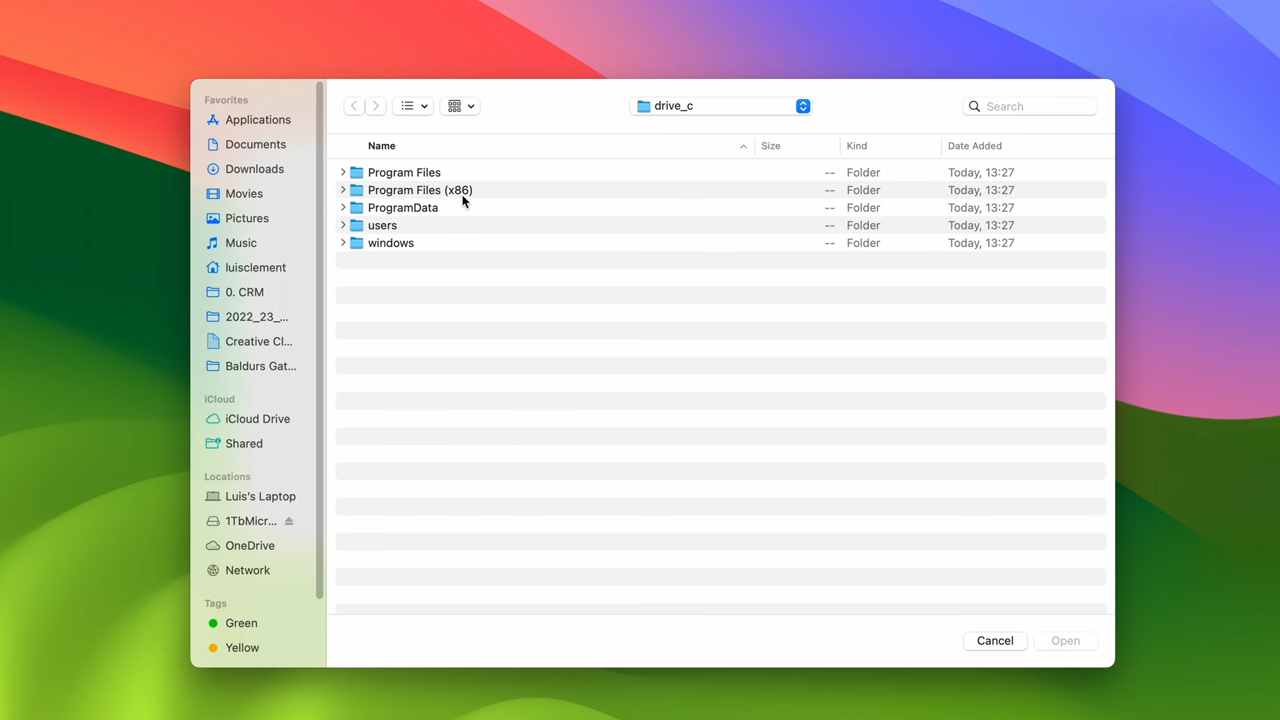 Favorites
Applications
Documents
Downloads
Movies
Pictures
Music
luisclement
0. CRM
2022_23_...
Creative Cl...
Baldurs Gat...
iCloud
iCloud Drive
Shared
Locations
Luis's Laptop
1TbMicr...
OneDrive
Network
Tags
Green
Yellow
drive_c
Search
Name Size Kind Date Added
Program Files -- Folder Today, 13:27
Program Files (x86) -- Folder Today, 13:27
ProgramData -- Folder Today, 13:27
users -- Folder Today, 13:27
windows -- Folder Today, 13:27
Cancel Open